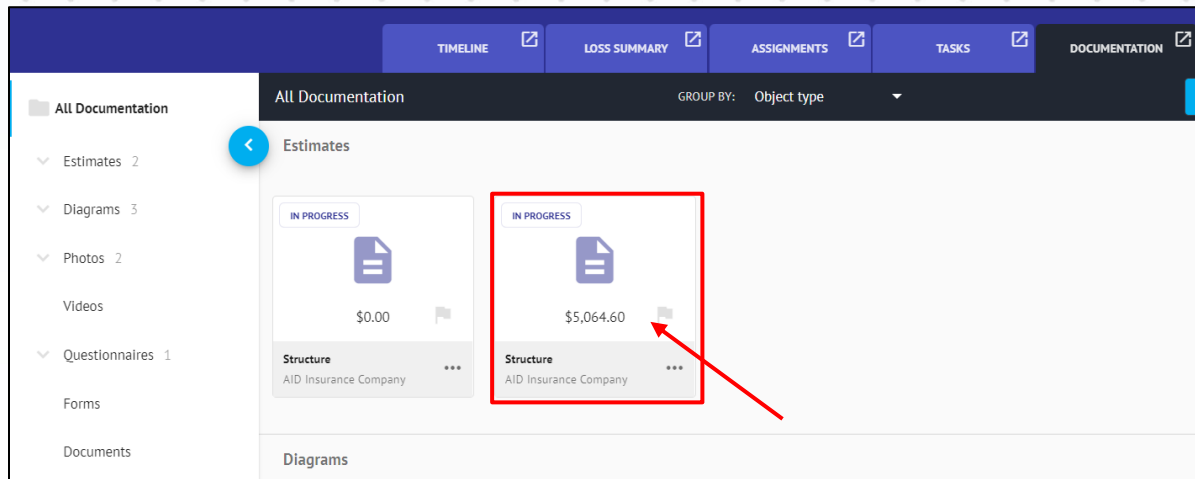 TIMELINE
LOSS SUMMARY
ASSIGNMENTS
TASKS
DOCUMENTATION
All Documentation
Estimates 2
Diagrams 3
Photos 2
Videos
Questionnaires 1
Forms
Documents
All Documentation
GROUP BY: Object type
Estimates
IN PROGRESS
$0.00
Structure
AID Insurance Company
IN PROGRESS
$5,064.60
Structure
AID Insurance Company
Diagrams